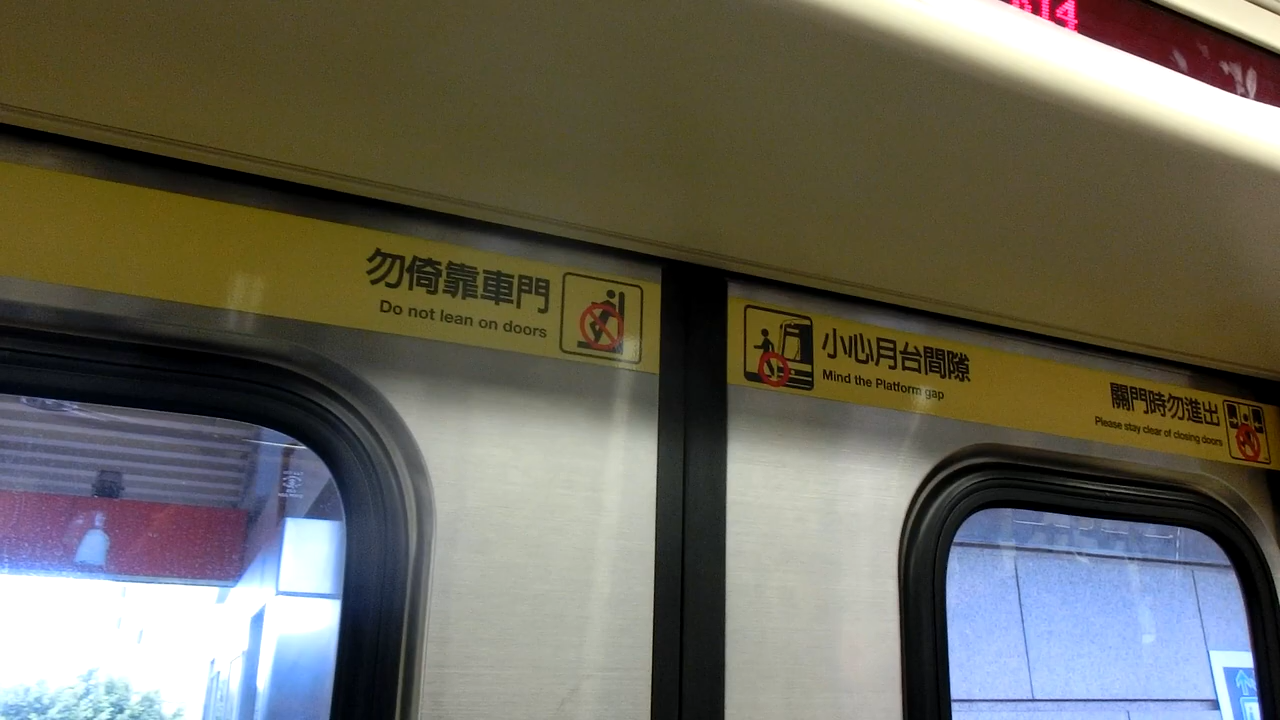 勿倚靠車門
Do not lean on doors
小心月台間隙
Mind the Platform gap
關門時勿進出
Please stay clear of closing doors